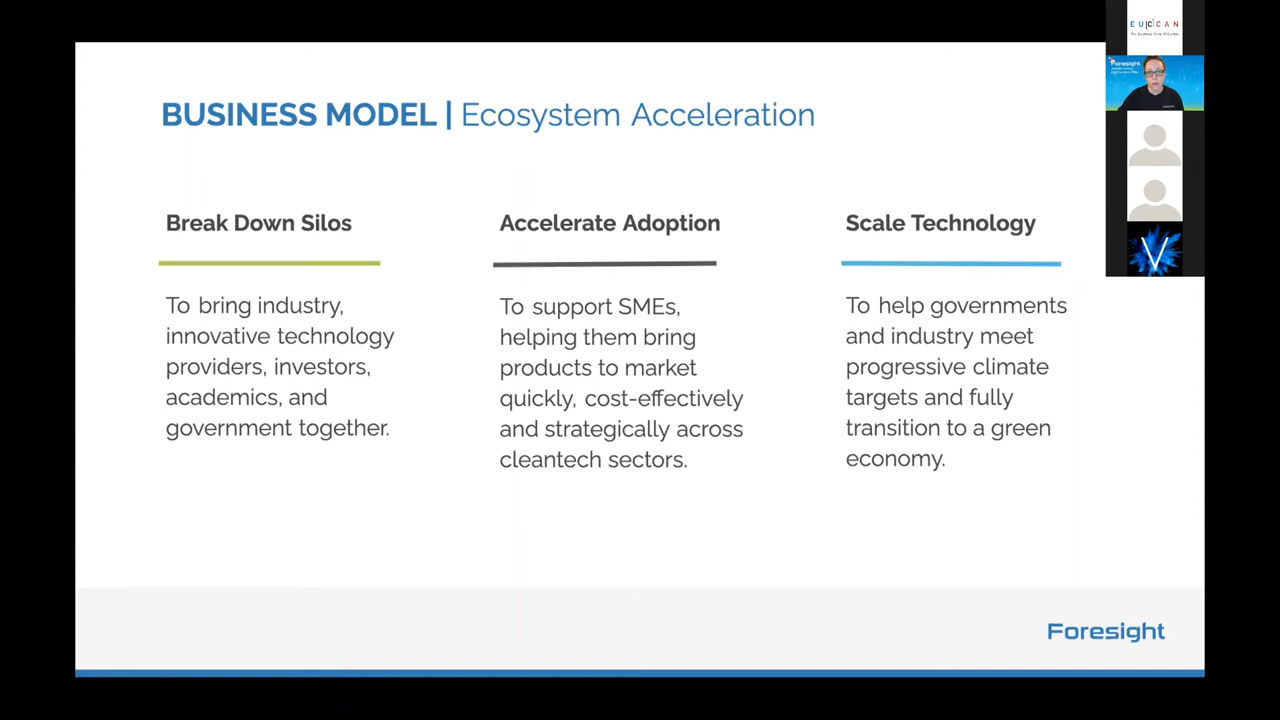 BUSINESS MODEL | Ecosystem Acceleration
Break Down Silos
To bring industry,
innovative technology
providers, investors,
academics, and
government together.
Accelerate Adoption
To support SMEs,
helping them bring
products to market
quickly, cost-effectively
and strategically across
cleantech sectors.
Scale Technology
To help governments
and industry meet
progressive climate
targets and fully
transition to a green
economy.
Foresight
EU|C|CAN
Foresight
V